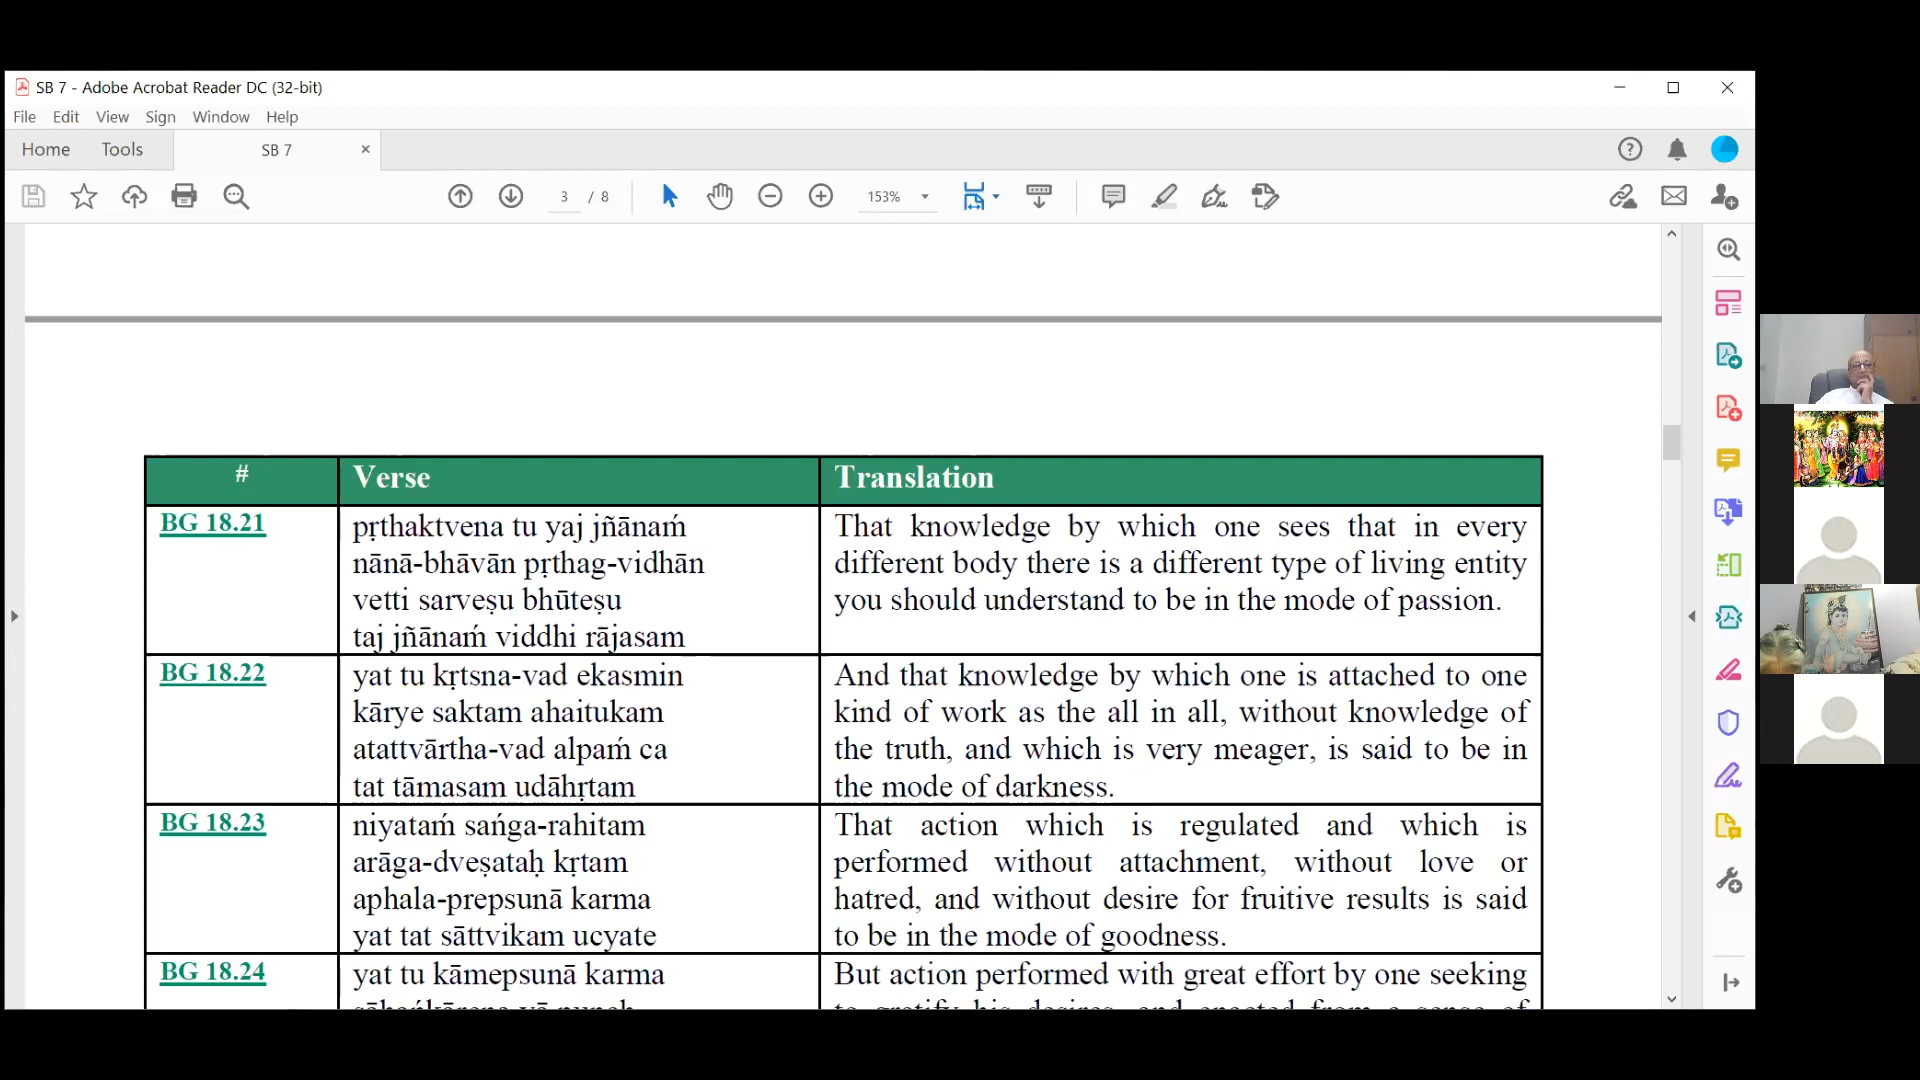 SB 7 - Adobe Acrobat Reader DC (32-bit)
File Edit View Sign Window Help
Home Tools SB 7
3 / 8 153%
# Verse Translation
BG 18.21
pṛthaktvena tu yaj jñānaḿ
nānā-bhāvān pṛthag-vidhān
vetti sarveṣu bhūteṣu
taj jñānaḿ viddhi rājasam
That knowledge by which one sees that in every
different body there is a different type of living entity
you should understand to be in the mode of passion.
BG 18.22
yat tu kṛtsna-vad ekasmin
kārye saktam ahaitukam
atattvārtha-vad alpaḿ ca
tat tāmasam udāhṛtam
And that knowledge by which one is attached to one
kind of work as the all in all, without knowledge of
the truth, and which is very meager, is said to be in
the mode of darkness.
BG 18.23
niyataḿ sańga-rahitam
arāga-dveṣataḥ kṛtam
aphala-prepsunā karma
yat tat sāttvikam ucyate
That action which is regulated and which is
performed without attachment, without love or
hatred, and without desire for fruitive results is said
to be in the mode of goodness.
BG 18.24
yat tu kāmepsunā karma
But action performed with great effort by one seeking